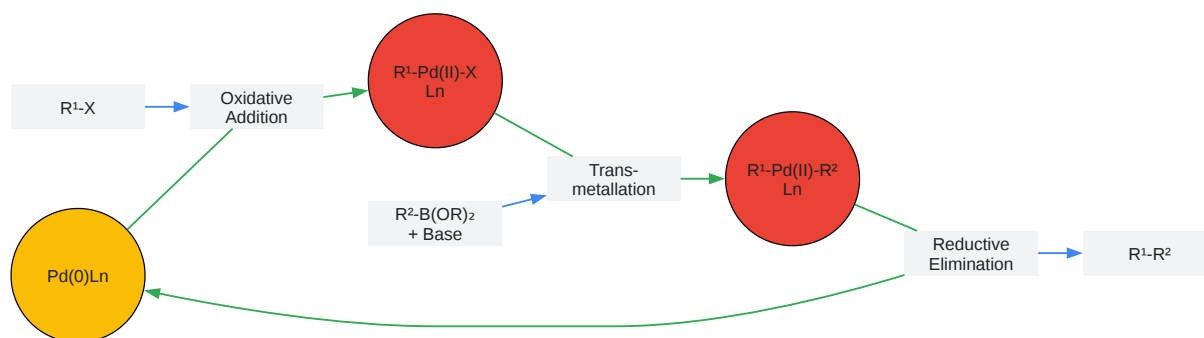 R¹-X
Oxidative
Addition
R¹-Pd(II)-X
Ln
Pd(0)Ln
R²-B(OR)₂
+ Base
Trans-
metallation
R¹-Pd(II)-R²
Ln
Reductive
Elimination
R¹-R²